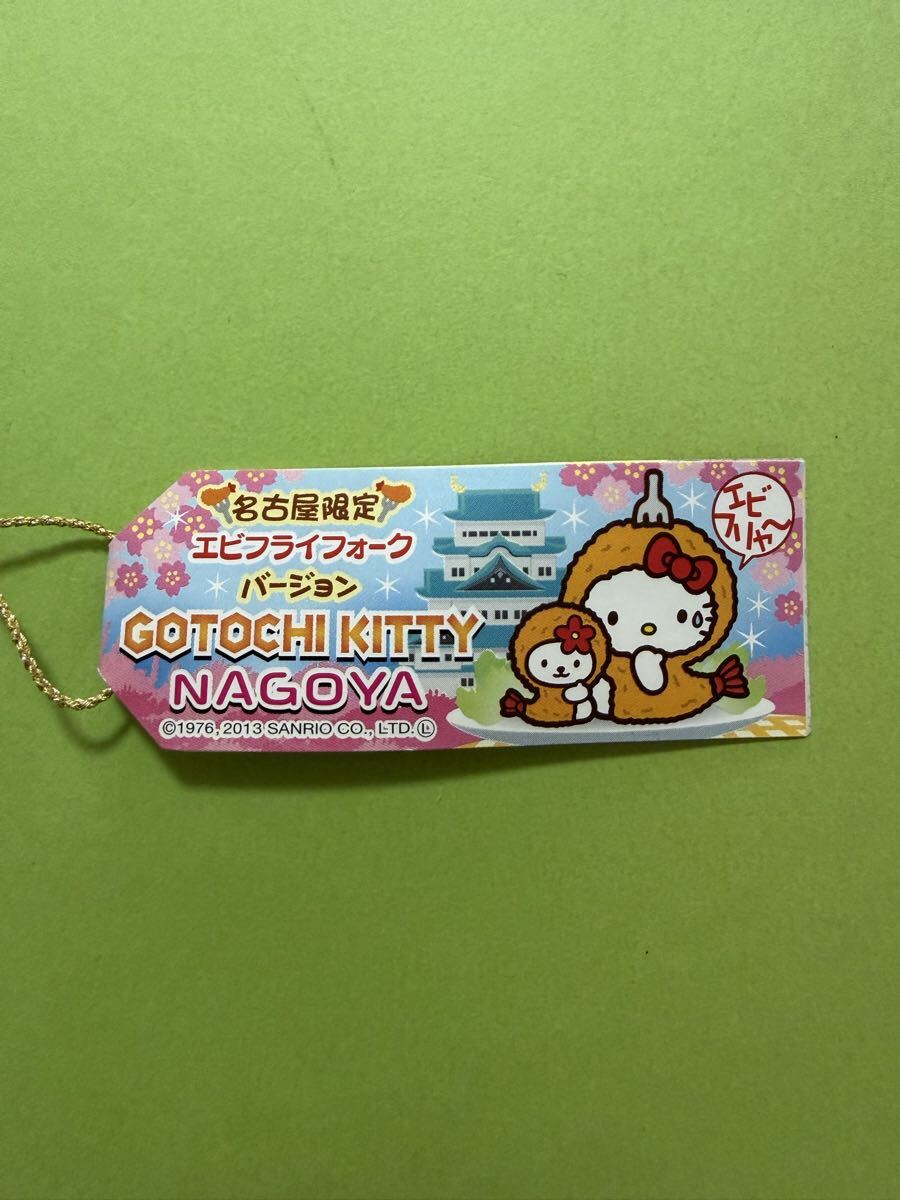 名古屋限定
エビフライフォーク
バージョン
GOTOCHI KITTY
NAGOYA
©1976, 2013 SANRIO CO., LTD. Ⓛ
エビ
フリャ〜